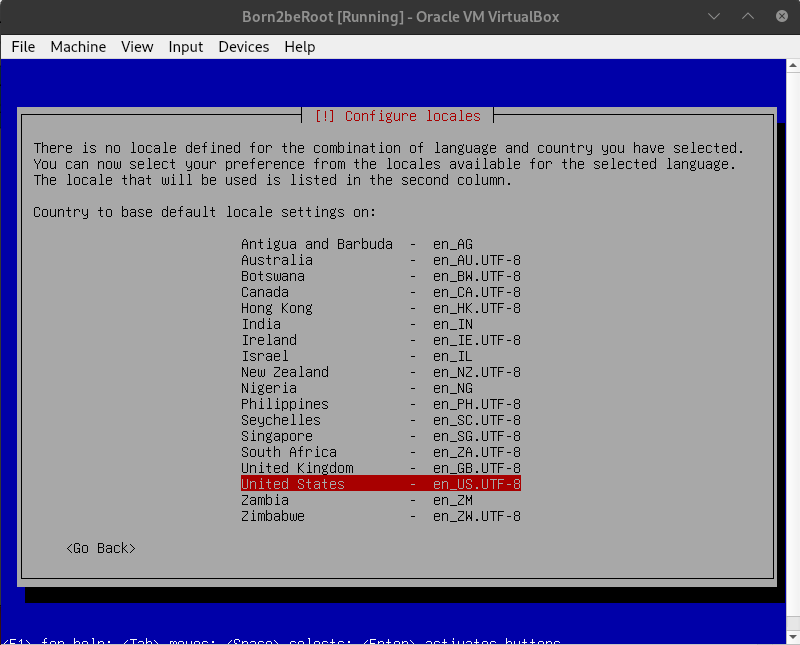 Born2beRoot [Running] - Oracle VM VirtualBox
File Machine View Input Devices Help
[!] Configure locales
There is no locale defined for the combination of language and country you have selected.
You can now select your preference from the locales available for the selected language.
The locale that will be used is listed in the second column.
Country to base default locale settings on:
Antigua and Barbuda - en_AG
Australia - en_AU.UTF-8
Botswana - en_BW.UTF-8
Canada - en_CA.UTF-8
Hong Kong - en_HK.UTF-8
India - en_IN
Ireland - en_IE.UTF-8
Israel - en_IL
New Zealand - en_NZ.UTF-8
Nigeria - en_NG
Philippines - en_PH.UTF-8
Seychelles - en_SC.UTF-8
Singapore - en_SG.UTF-8
South Africa - en_ZA.UTF-8
United Kingdom - en_GB.UTF-8
United States - en_US.UTF-8
Zambia - en_ZM
Zimbabwe - en_ZW.UTF-8
<Go Back>
<F1> for help; <Tab> moves; <Space> selects; <Enter> activates buttons